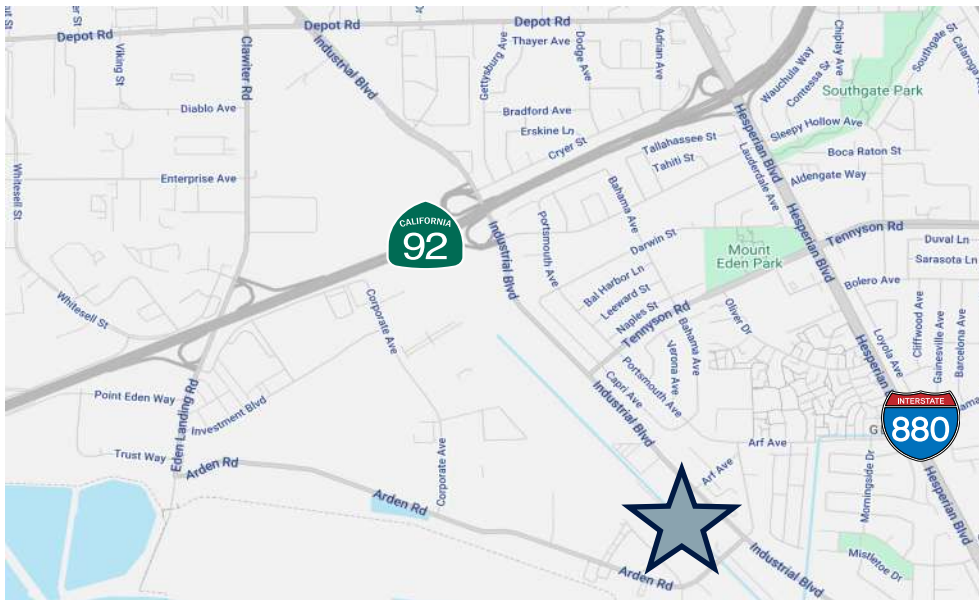 Depot Rd
Depot Rd
Depot Rd
Viking St
Clawiter Rd
Industrial Blvd
Gettysburg Ave
Thayer Ave
Dodge Ave
Adrian Ave
Chiplay Ave
Southgate St
Wauchula Way
Contessa St
Southgate Park
Diablo Ave
Bradford Ave
Erskine Ln
Cryer St
Hesperian Blvd
Sleepy Hollow Ave
Tallahassee St
Tahiti St
Lauderdale Ave
Boca Raton St
Aldengate Way
Whitesell St
Enterprise Ave
Bahama Ave
Hesperian Blvd
CALIFORNIA
92
Industrial Blvd
Portsmouth Ave
Darwin St
Mount
Eden Park
Tennyson Rd
Duval Ln
Sarasota Ln
Bal Harbor Ln
Leeward St
Naples St
Tennyson Rd
Bolero Ave
Whitesell St
Corporate Ave
Oliver Dr
Bahama Ave
Verona Ave
Portsmouth Ave
Capri Ave
Loyola Ave
Cliffwood Ave
Gainesville Ave
Barcelona Ave
Point Eden Way
Eden Landing Rd
Investment Blvd
Industrial Blvd
INTERSTATE
880
Trust Way
Arden Rd
Corporate Ave
Arf Ave
Arf Ave
Morningside Dr
Hesperian Blvd
Arden Rd
Arden Rd
Industrial Blvd
Mistletoe Dr